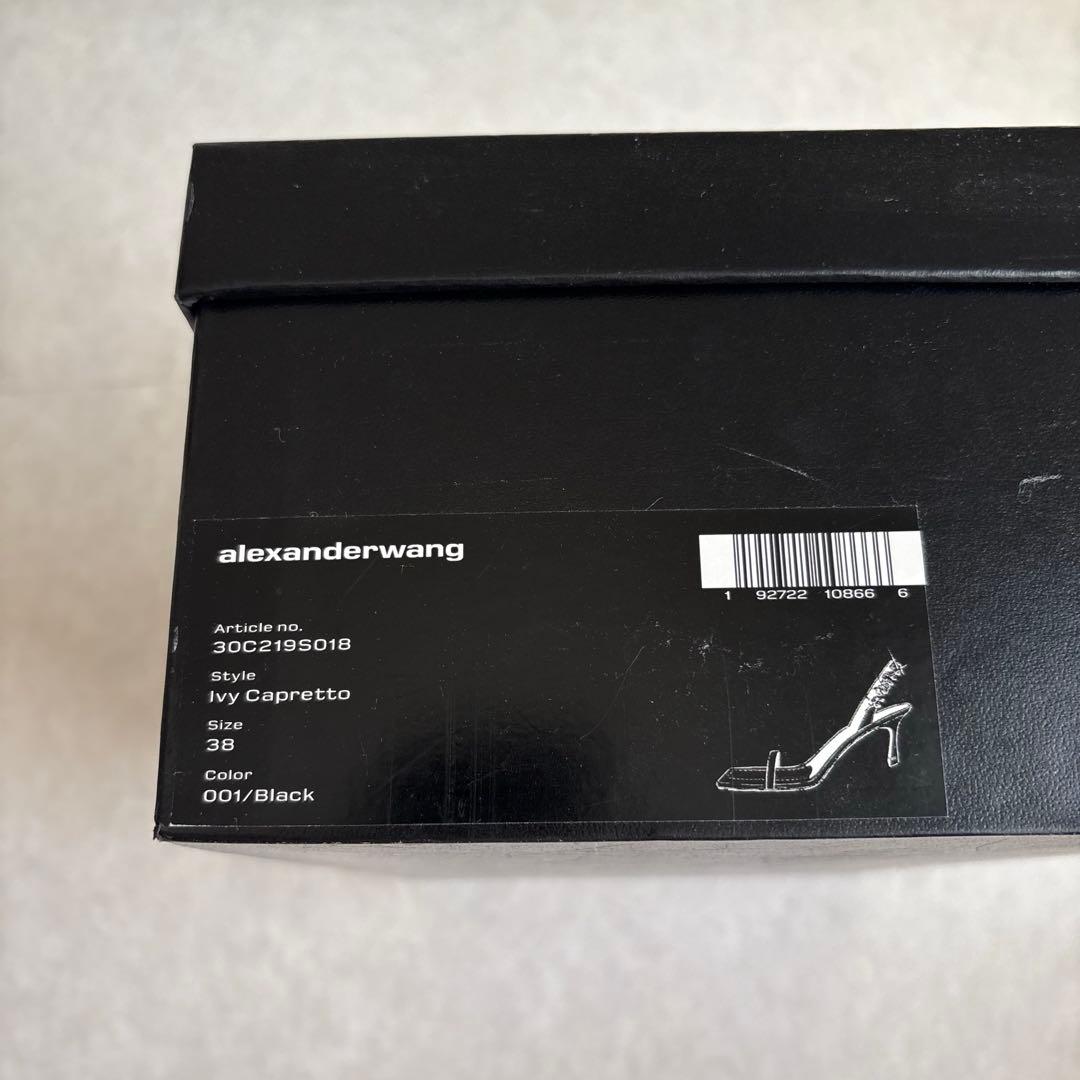 alexanderwang
1 92722 10866 6
Article no.
30C219S018
Style
Ivy Capretto
Size
38
Color
001/Black